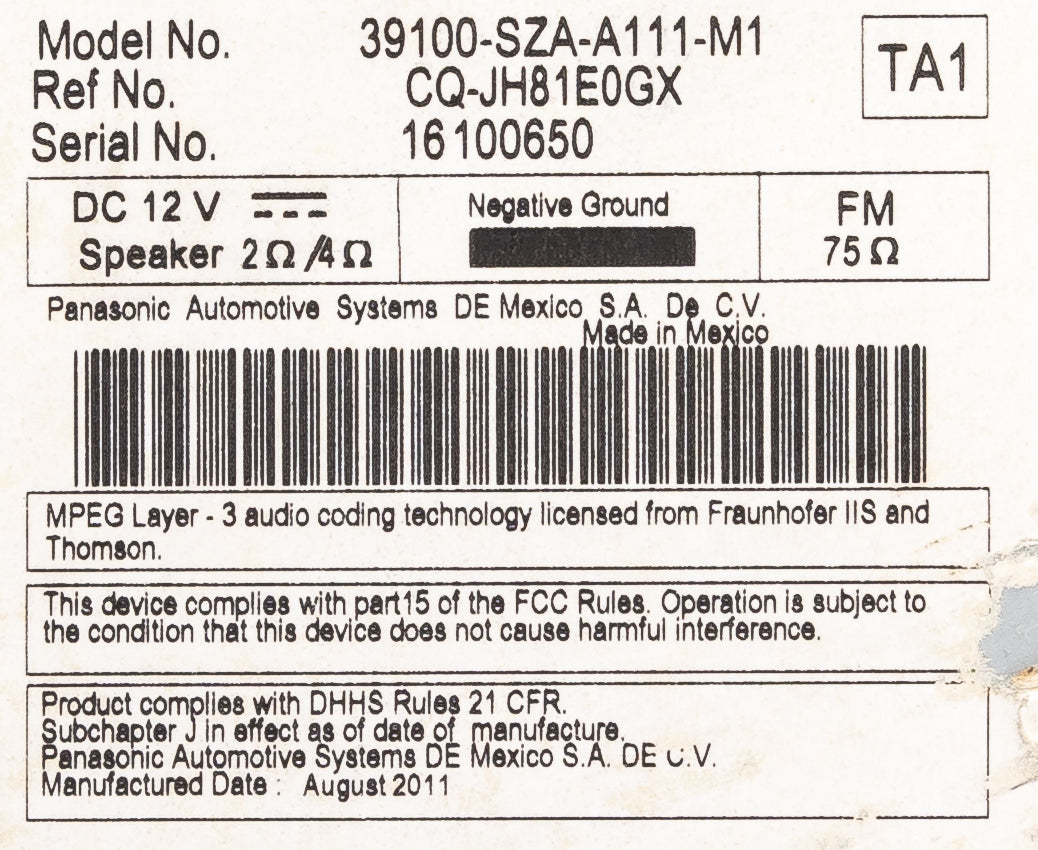 Model No. 39100-SZA-A111-M1
TA1
Ref No. CQ-JH81E0GX
Serial No. 16100650
DC 12 V
Speaker 2Ω/4Ω
Negative Ground
FM
75Ω
Panasonic Automotive Systems DE Mexico S.A. De C.V.
Made in Mexico
MPEG Layer - 3 audio coding technology licensed from Fraunhofer IIS and
Thomson.
This device complies with part15 of the FCC Rules. Operation is subject to
the condition that this device does not cause harmful interference.
Product complies with DHHS Rules 21 CFR.
Subchapter J in effect as of date of manufacture.
Panasonic Automotive Systems DE Mexico S.A. DE C.V.
Manufactured Date : August 2011